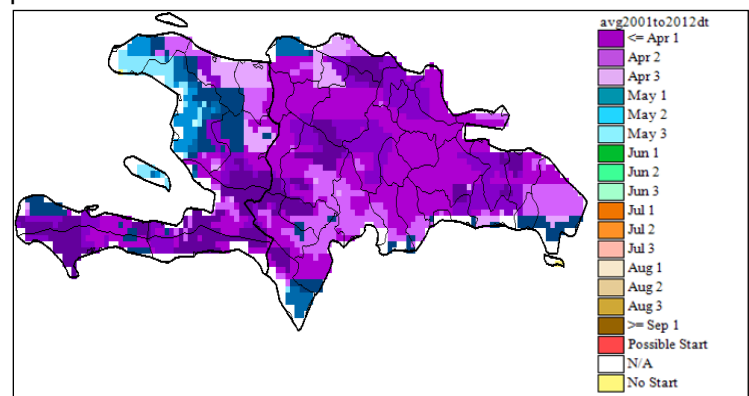 avg2001to2012dt
<= Apr 1
Apr 2
Apr 3
May 1
May 2
May 3
Jun 1
Jun 2
Jun 3
Jul 1
Jul 2
Jul 3
Aug 1
Aug 2
Aug 3
>= Sep 1
Possible Start
N/A
No Start